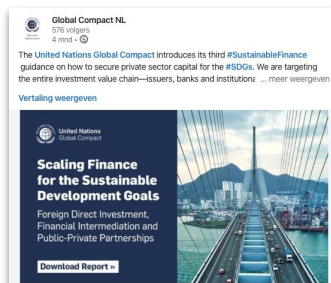 Global Compact NL
576 volgers
4 mnd •
The United Nations Global Compact introduces its third #SustainableFinance
guidance on how to secure private sector capital for the #SDGs. We are targeting
the entire investment value chain—issuers, banks and institutions ... meer weergeven
Vertaling weergeven
United Nations
Global Compact
Scaling Finance
for the Sustainable
Development Goals
Foreign Direct Investment,
Financial Intermediation and
Public-Private Partnerships
Download Report »